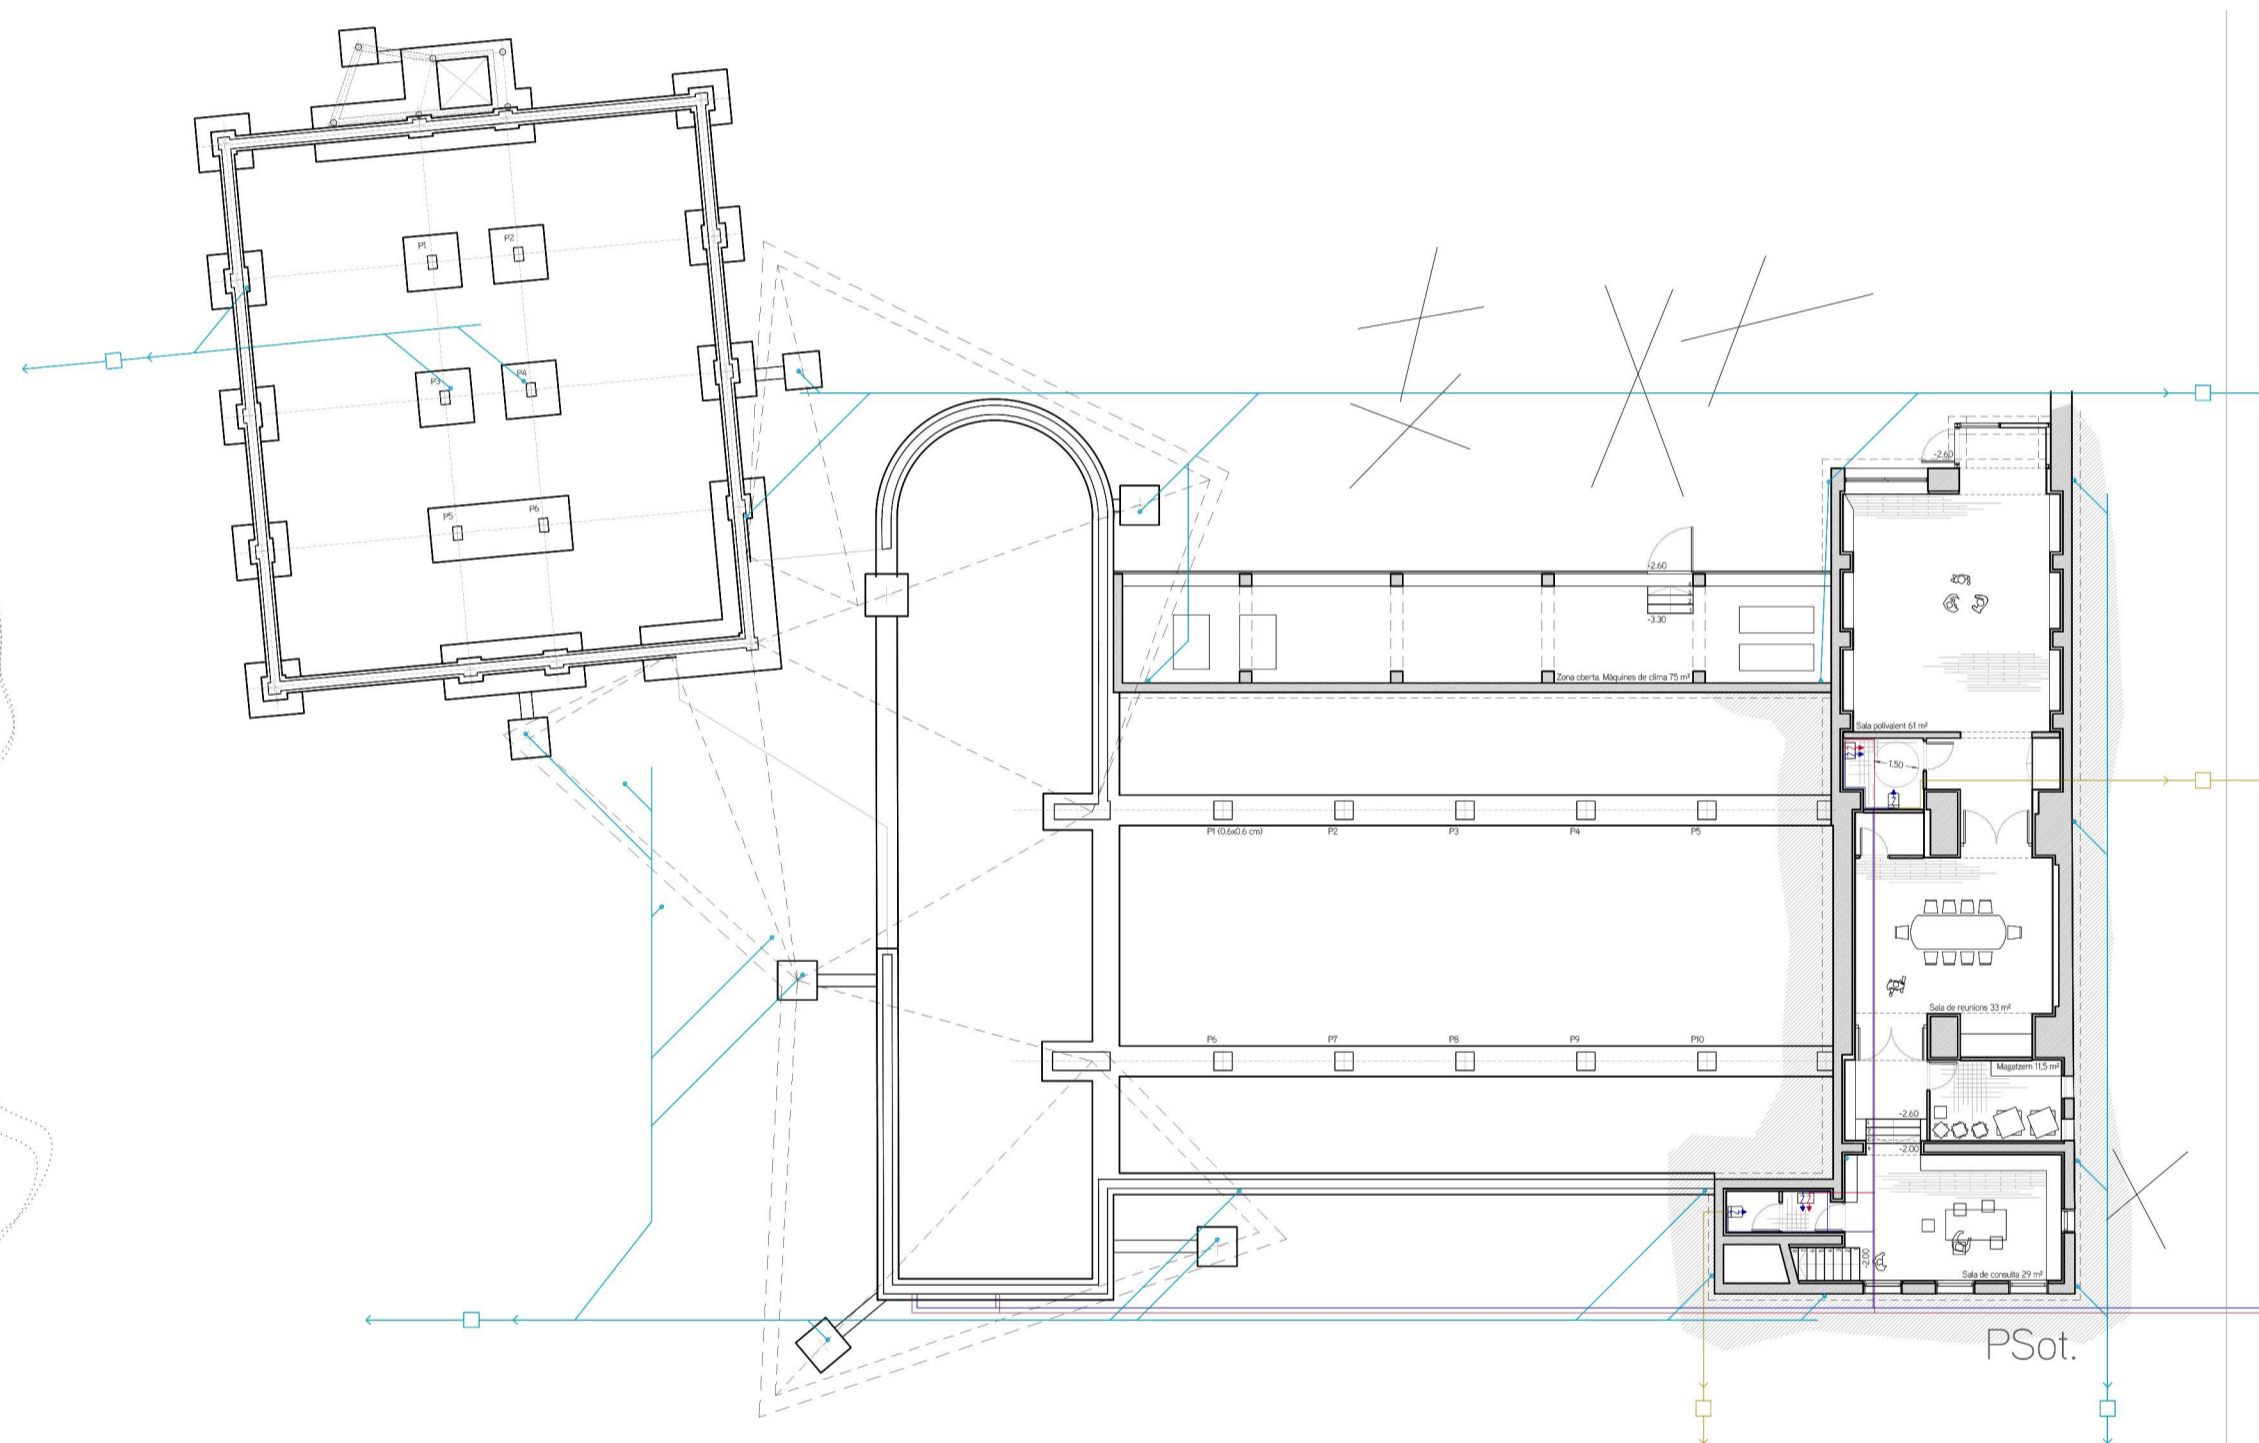 P1
P2
P3
P4
P5
P6
-2.60
-2.60
-3.30
Zona oberta. Màquines de clima 75 m²
Sala polivalent 61 m²
1.50
P1 (0.6x0.6 cm)
P2
P3
P4
P5
Sala de reunions 33 m²
P6
P7
P8
P9
P10
Magatzem 11,5 m²
-2.60
-2.00
-2.00
Sala de consulta 29 m²
PSot.